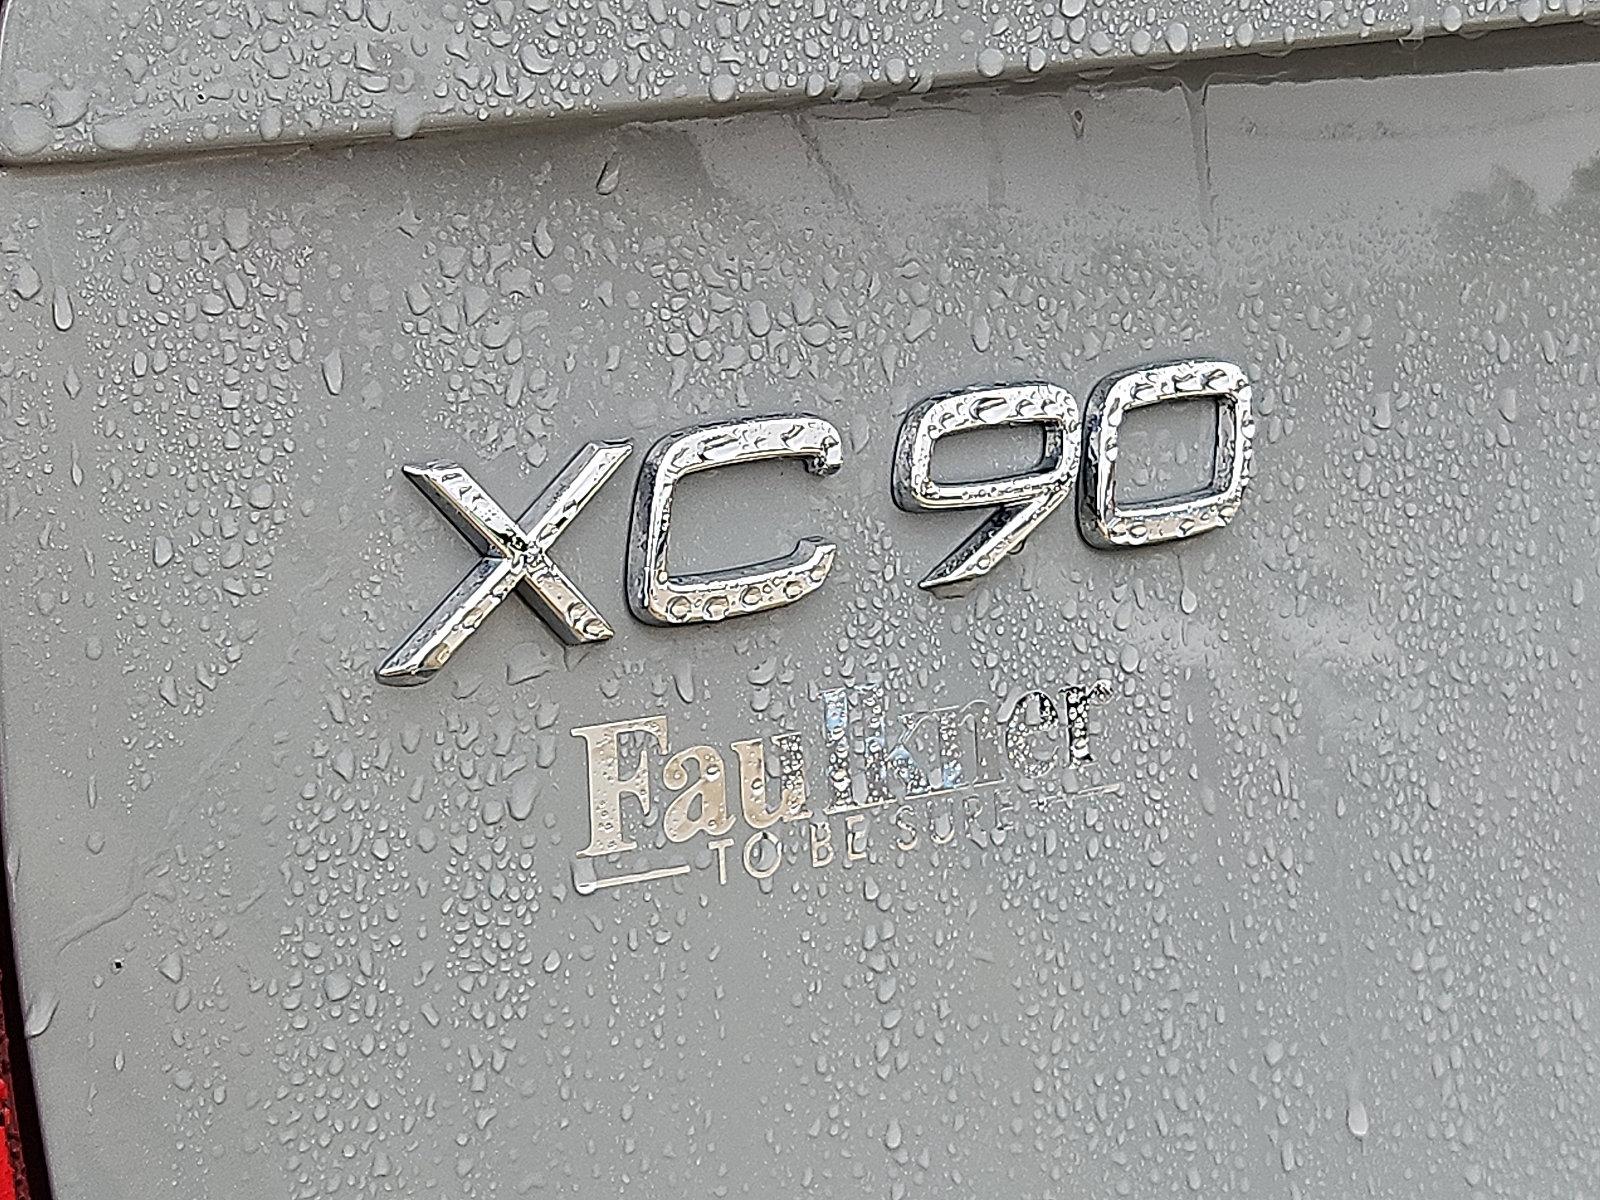 XC90
Faulkner
TO BE SURE